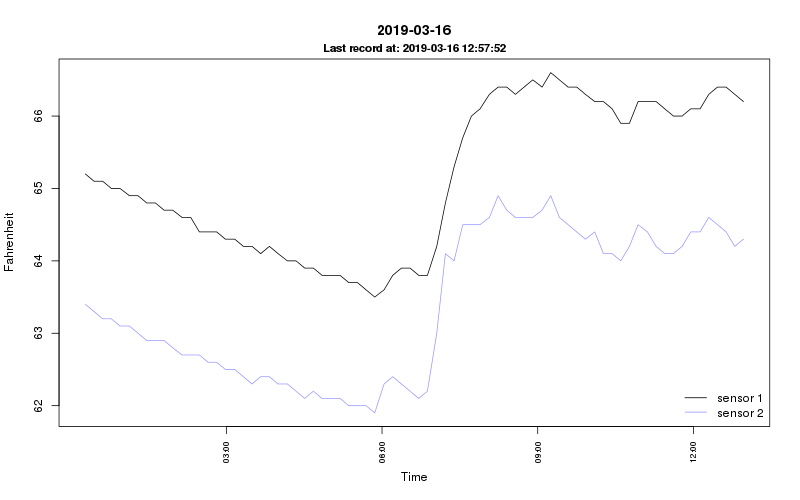 2019-03-16
Last record at: 2019-03-16 12:57:52
Fahrenheit
66
65
64
63
62
sensor 1
sensor 2
03:00
06:00
09:00
12:00
Time